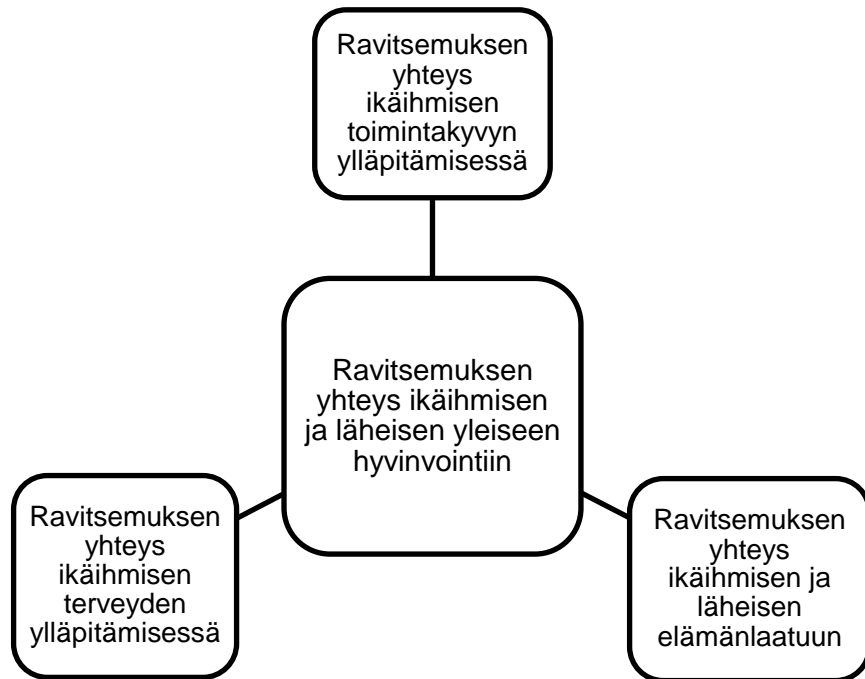 Ravitsemuksen
yhteys
ikäihmisen
toimintakyvyn
ylläpitämisessä
Ravitsemuksen
yhteys ikäihmisen
ja läheisen yleiseen
hyvinvointiin
Ravitsemuksen
yhteys
ikäihmisen
terveyden
ylläpitämisessä
Ravitsemuksen
yhteys
ikäihmisen ja
läheisen
elämänlaatuun